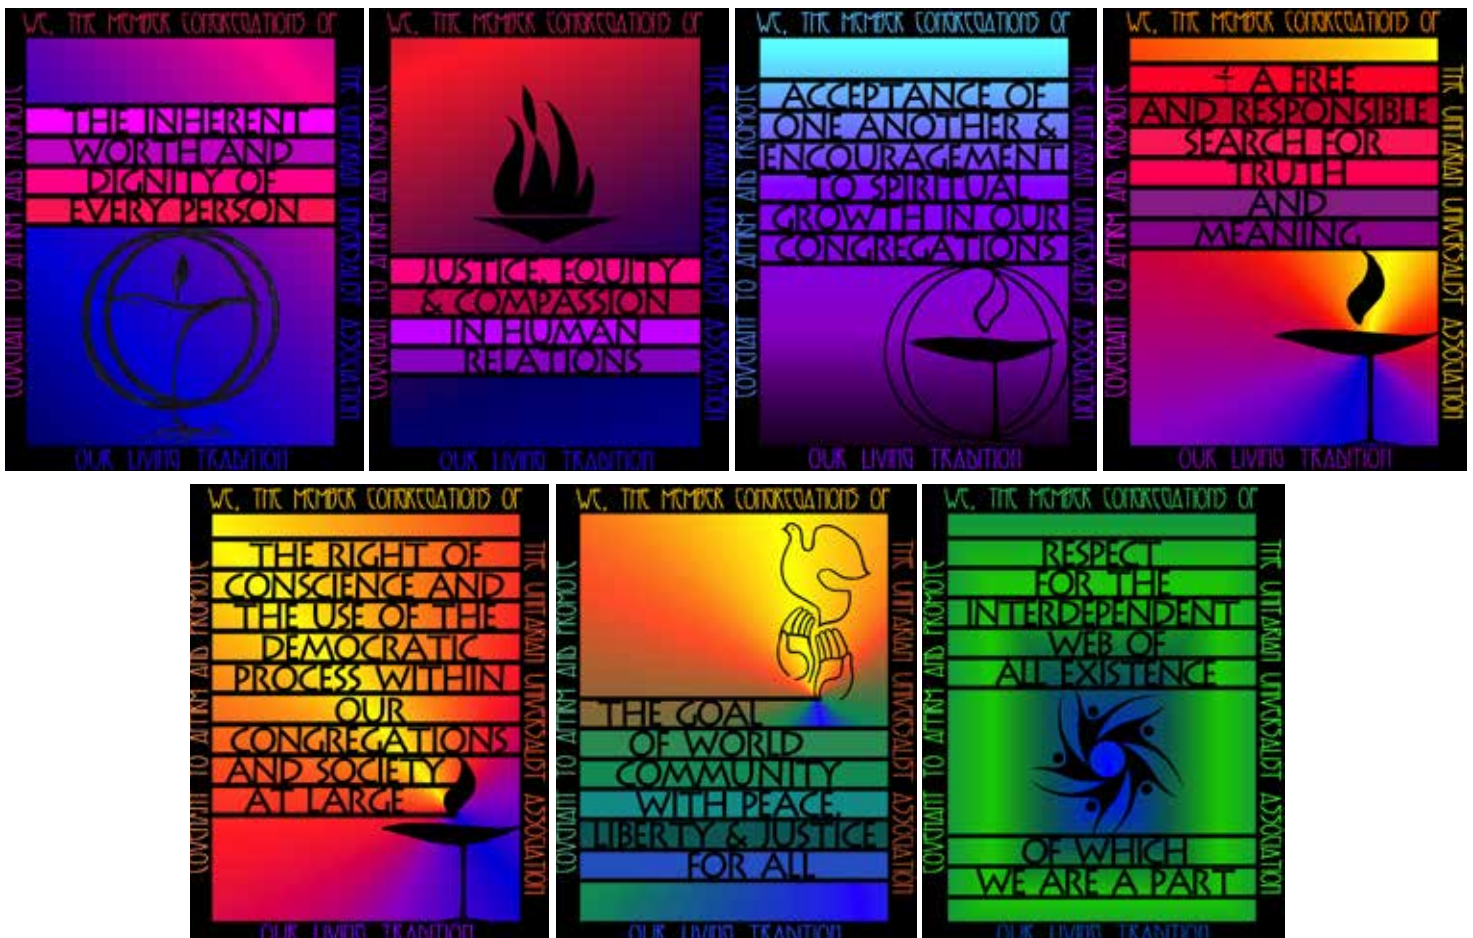 WE, THE MEMBER CONGREGATIONS OF
THE UNITARIAN UNIVERSALIST ASSOCIATION
COVENANT TO AFFIRM AND PROMOTE
THE INHERENT
WORTH AND
DIGNITY OF
EVERY PERSON
OUR LIVING TRADITION
WE, THE MEMBER CONGREGATIONS OF
THE UNITARIAN UNIVERSALIST ASSOCIATION
COVENANT TO AFFIRM AND PROMOTE
JUSTICE, EQUITY
& COMPASSION
IN HUMAN
RELATIONS
OUR LIVING TRADITION
WE, THE MEMBER CONGREGATIONS OF
THE UNITARIAN UNIVERSALIST ASSOCIATION
COVENANT TO AFFIRM AND PROMOTE
ACCEPTANCE OF
ONE ANOTHER &
ENCOURAGEMENT
TO SPIRITUAL
GROWTH IN OUR
CONGREGATIONS
OUR LIVING TRADITION
WE, THE MEMBER CONGREGATIONS OF
THE UNITARIAN UNIVERSALIST ASSOCIATION
COVENANT TO AFFIRM AND PROMOTE
A FREE
AND RESPONSIBLE
SEARCH FOR
TRUTH
AND
MEANING
OUR LIVING TRADITION
WE, THE MEMBER CONGREGATIONS OF
THE UNITARIAN UNIVERSALIST ASSOCIATION
COVENANT TO AFFIRM AND PROMOTE
THE RIGHT OF
CONSCIENCE AND
THE USE OF THE
DEMOCRATIC
PROCESS WITHIN
OUR
CONGREGATIONS
AND SOCIETY
AT LARGE
OUR LIVING TRADITION
WE, THE MEMBER CONGREGATIONS OF
THE UNITARIAN UNIVERSALIST ASSOCIATION
COVENANT TO AFFIRM AND PROMOTE
THE GOAL
OF WORLD
COMMUNITY
WITH PEACE,
LIBERTY & JUSTICE
FOR ALL
OUR LIVING TRADITION
WE, THE MEMBER CONGREGATIONS OF
THE UNITARIAN UNIVERSALIST ASSOCIATION
COVENANT TO AFFIRM AND PROMOTE
RESPECT
FOR THE
INTERDEPENDENT
WEB OF
ALL EXISTENCE
OF WHICH
WE ARE A PART
OUR LIVING TRADITION